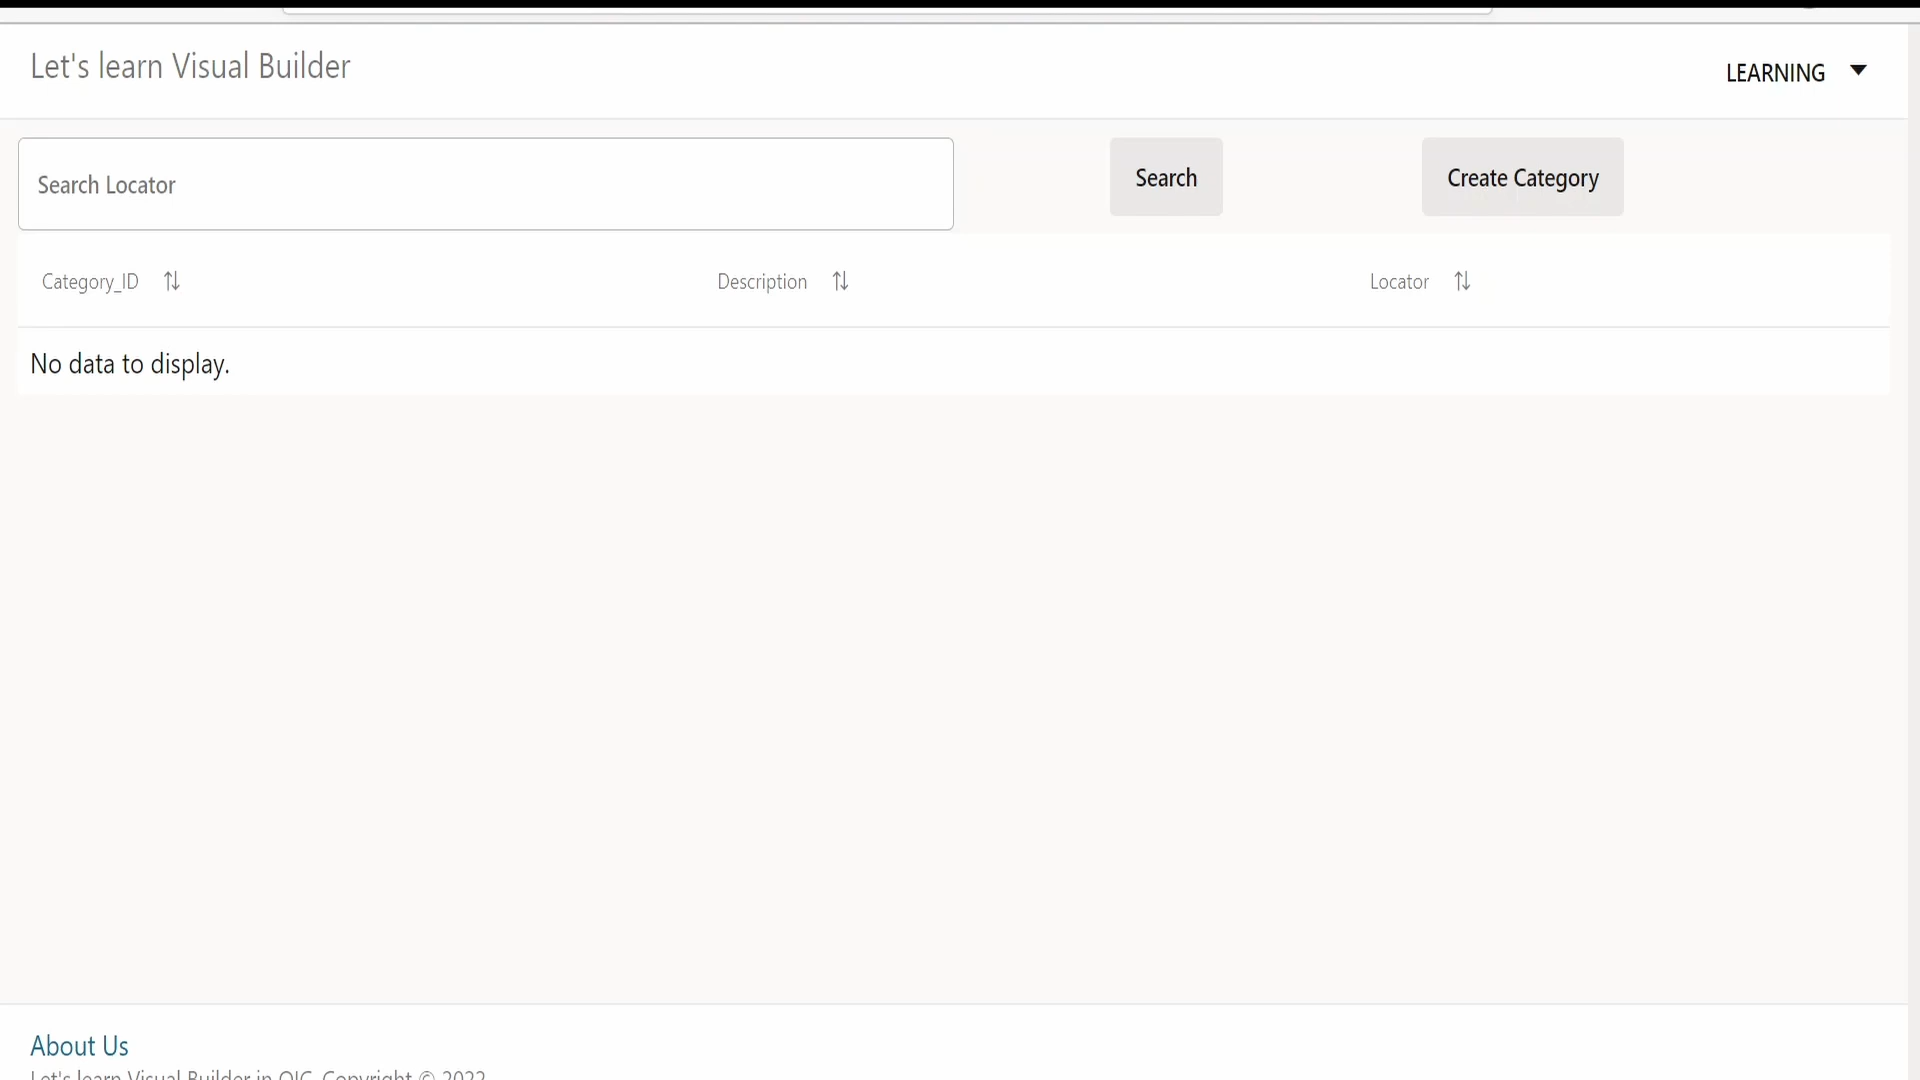 Let's learn Visual Builder
LEARNING
Search Locator
Search
Create Category
Category_ID
Description
Locator
No data to display.
About Us
Let's learn Visual Builder in OIC. Copyright © 2022